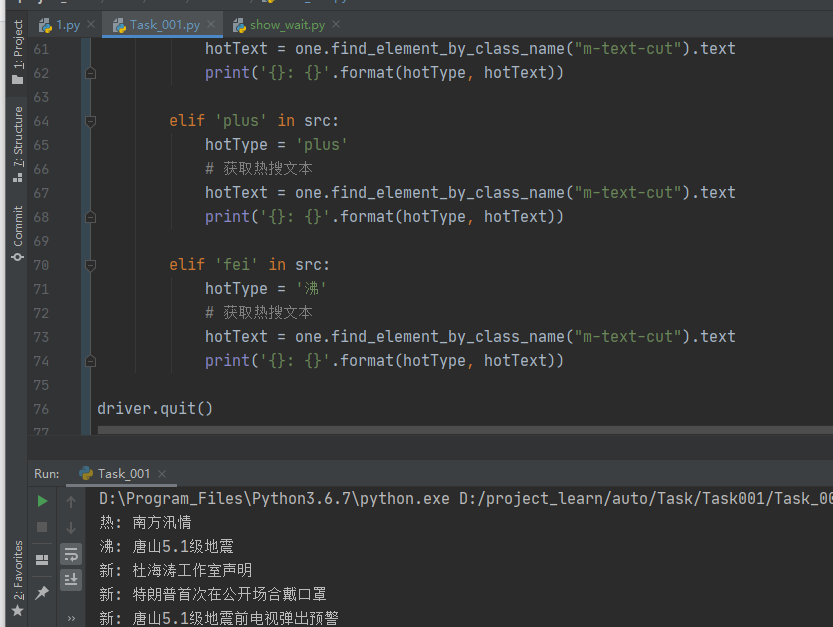 1.py
Task_001.py
show_wait.py
1: Project
7: Structure
Commit
2: Favorites
61 hotText = one.find_element_by_class_name("m-text-cut").text
62 print('{}: {}'.format(hotType, hotText))
63
64 elif 'plus' in src:
65 hotType = 'plus'
66 # 获取热搜文本
67 hotText = one.find_element_by_class_name("m-text-cut").text
68 print('{}: {}'.format(hotType, hotText))
69
70 elif 'fei' in src:
71 hotType = '沸'
72 # 获取热搜文本
73 hotText = one.find_element_by_class_name("m-text-cut").text
74 print('{}: {}'.format(hotType, hotText))
75
76 driver.quit()
77
Run: Task_001
D:\Program_Files\Python3.6.7\python.exe D:/project_learn/auto/Task/Task001/Task_00
热: 南方汛情
沸: 唐山5.1级地震
新: 杜海涛工作室声明
新: 特朗普首次在公开场合戴口罩
新: 唐山5.1级地震前电视弹出预警